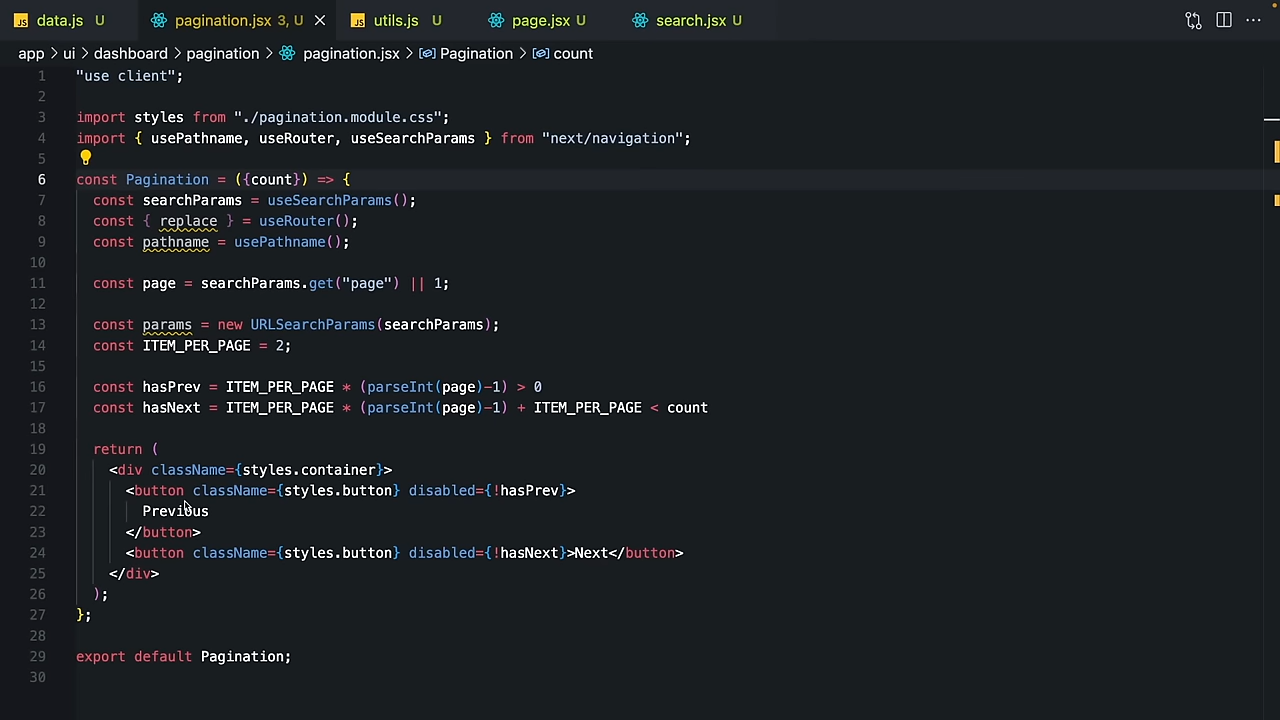 data.js U pagination.jsx 3, U utils.js U page.jsx U search.jsx U
app > ui > dashboard > pagination > pagination.jsx > Pagination > count
1 "use client";
2
3 import styles from "./pagination.module.css";
4 import { usePathname, useRouter, useSearchParams } from "next/navigation";
5
6 const Pagination = ({count}) => {
7 const searchParams = useSearchParams();
8 const { replace } = useRouter();
9 const pathname = usePathname();
10
11 const page = searchParams.get("page") || 1;
12
13 const params = new URLSearchParams(searchParams);
14 const ITEM_PER_PAGE = 2;
15
16 const hasPrev = ITEM_PER_PAGE * (parseInt(page)-1) > 0
17 const hasNext = ITEM_PER_PAGE * (parseInt(page)-1) + ITEM_PER_PAGE < count
18
19 return (
20 <div className={styles.container}>
21 <button className={styles.button} disabled={!hasPrev}>
22 Previous
23 </button>
24 <button className={styles.button} disabled={!hasNext}>Next</button>
25 </div>
26 );
27 };
28
29 export default Pagination;
30